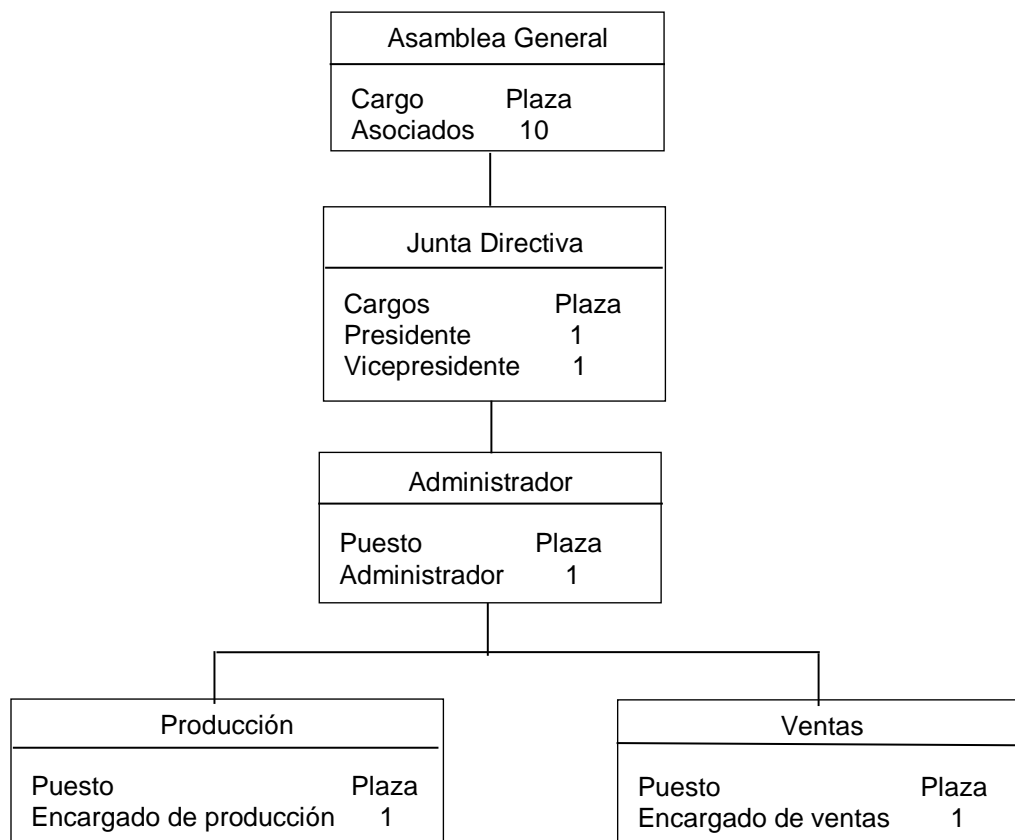 Asamblea General
Cargo Plaza
Asociados 10
Junta Directiva
Cargos Plaza
Presidente 1
Vicepresidente 1
Administrador
Puesto Plaza
Administrador 1
Producción
Puesto Plaza
Encargado de producción 1
Ventas
Puesto Plaza
Encargado de ventas 1